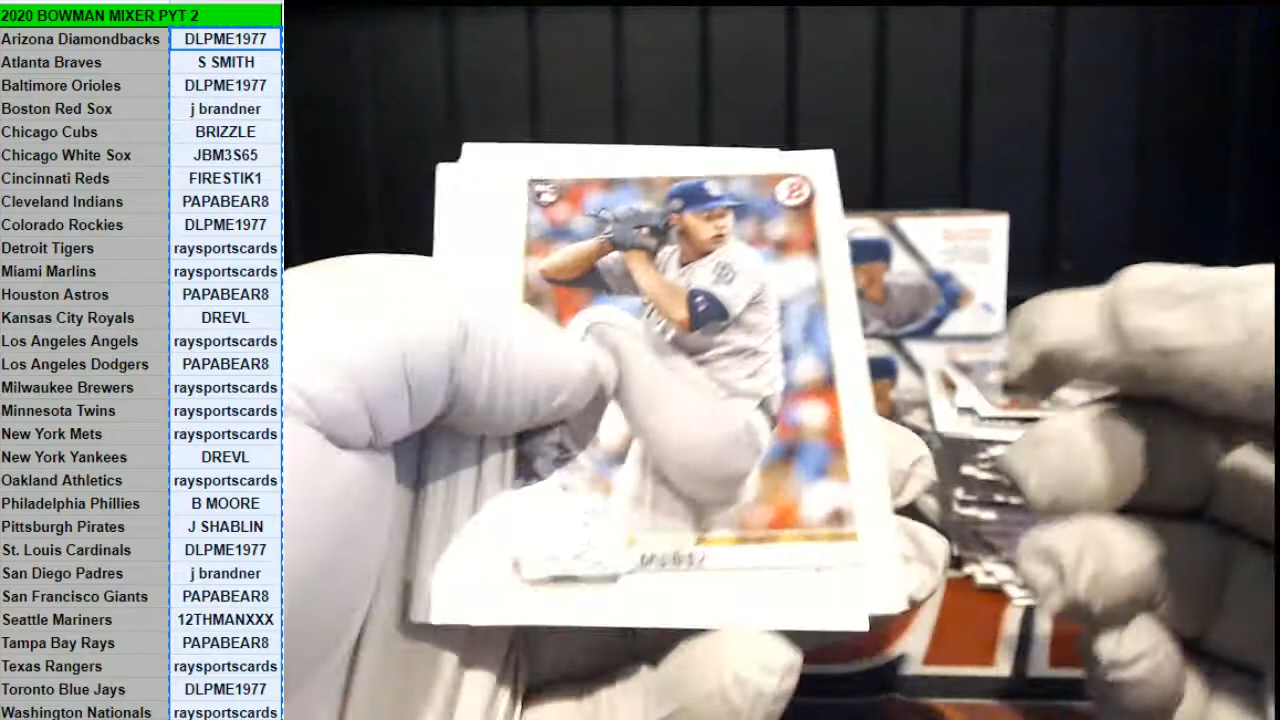 2020 BOWMAN MIXER PYT 2
Arizona Diamondbacks DLPME1977
Atlanta Braves S SMITH
Baltimore Orioles DLPME1977
Boston Red Sox j brandner
Chicago Cubs BRIZZLE
Chicago White Sox JBM3S65
Cincinnati Reds FIRESTIK1
Cleveland Indians PAPABEAR8
Colorado Rockies DLPME1977
Detroit Tigers raysportscards
Miami Marlins raysportscards
Houston Astros PAPABEAR8
Kansas City Royals DREVL
Los Angeles Angels raysportscards
Los Angeles Dodgers PAPABEAR8
Milwaukee Brewers raysportscards
Minnesota Twins raysportscards
New York Mets raysportscards
New York Yankees DREVL
Oakland Athletics raysportscards
Philadelphia Phillies B MOORE
Pittsburgh Pirates J SHABLIN
St. Louis Cardinals DLPME1977
San Diego Padres j brandner
San Francisco Giants PAPABEAR8
Seattle Mariners 12THMANXXX
Tampa Bay Rays PAPABEAR8
Texas Rangers raysportscards
Toronto Blue Jays DLPME1977
Washington Nationals raysportscards